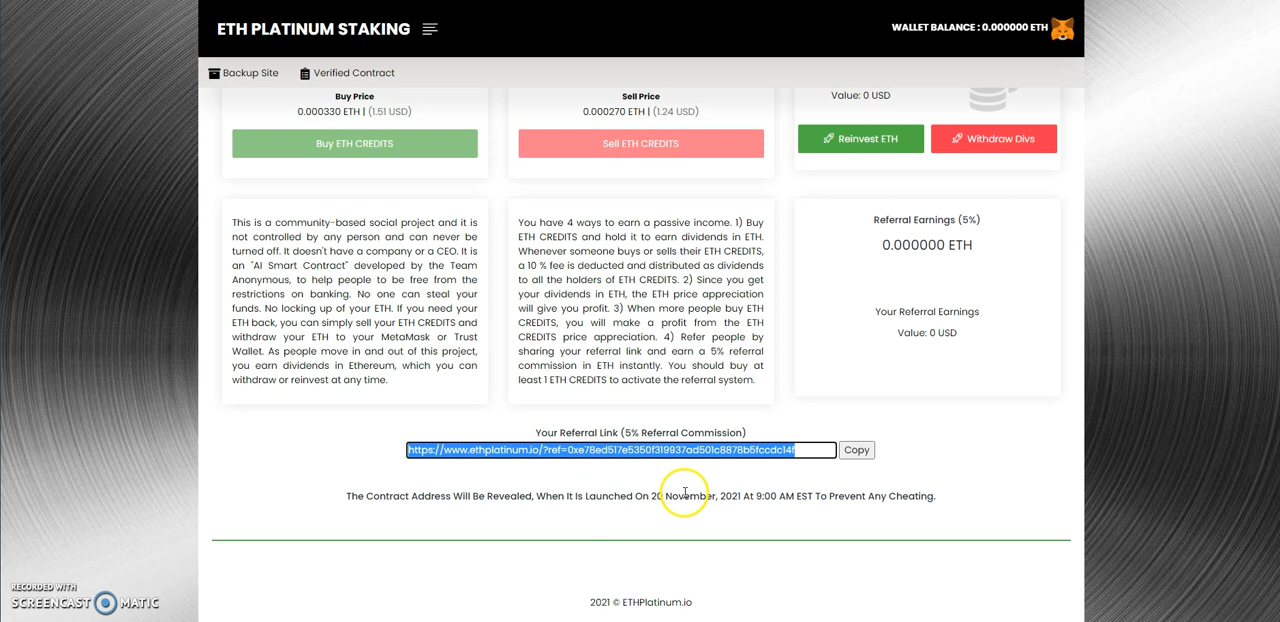 ETH PLATINUM STAKING
WALLET BALANCE : 0.000000 ETH
Backup Site
Verified Contract
Buy Price
0.000330 ETH | (1.51 USD)
Buy ETH CREDITS
Sell Price
0.000270 ETH | (1.24 USD)
Sell ETH CREDITS
Value: 0 USD
Reinvest ETH
Withdraw Divs
This is a community-based social project and it is
not controlled by any person and can never be
turned off. It doesn't have a company or a CEO. It is
an "AI Smart Contract" developed by the Team
Anonymous, to help people to be free from the
restrictions on banking. No one can steal your
funds. No locking up of your ETH. If you need your
ETH back, you can simply sell your ETH CREDITS and
withdraw your ETH to your MetaMask or Trust
Wallet. As people move in and out of this project,
you earn dividends in Ethereum, which you can
withdraw or reinvest at any time.
You have 4 ways to earn a passive income. 1) Buy
ETH CREDITS and hold it to earn dividends in ETH.
Whenever someone buys or sells their ETH CREDITS,
a 10 % fee is deducted and distributed as dividends
to all the holders of ETH CREDITS. 2) Since you get
your dividends in ETH, the ETH price appreciation
will give you profit. 3) When more people buy ETH
CREDITS, you will make a profit from the ETH
CREDITS price appreciation. 4) Refer people by
sharing your referral link and earn a 5% referral
commission in ETH instantly. You should buy at
least 1 ETH CREDITS to activate the referral system.
Referral Earnings (5%)
0.000000 ETH
Your Referral Earnings
Value: 0 USD
Your Referral Link (5% Referral Commission)
https://www.ethplatinum.io/?ref=0xe78ed517e5350f319937ad501c8878b5fccdc14f
Copy
The Contract Address Will Be Revealed, When It Is Launched On 20 November, 2021 At 9:00 AM EST To Prevent Any Cheating.
2021 © ETHPlatinum.io
RECORDED WITH
SCREENCAST MATIC